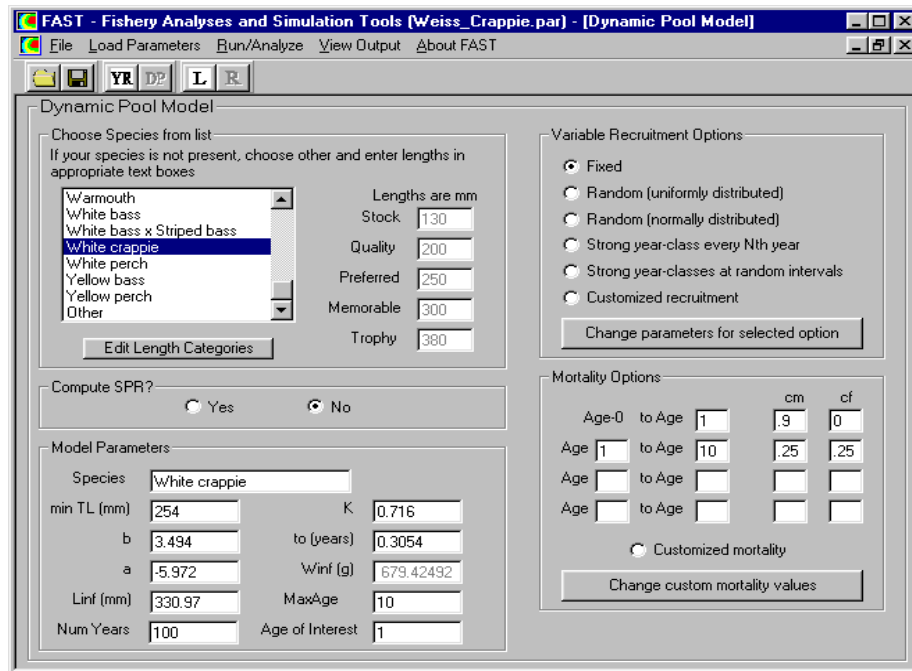 FAST - Fishery Analyses and Simulation Tools (Weiss_Crappie.par) - [Dynamic Pool Model]
File Load Parameters Run/Analyze View Output About FAST
YR DP L R
Dynamic Pool Model
Choose Species from list
If your species is not present, choose other and enter lengths in
appropriate text boxes
Warmouth
White bass
White bass x Striped bass
White crappie
White perch
Yellow bass
Yellow perch
Other
Edit Length Categories
Lengths are mm
Stock 130
Quality 200
Preferred 250
Memorable 300
Trophy 380
Compute SPR?
Yes No
Model Parameters
Species White crappie
min TL (mm) 254 K 0.716
b 3.494 to (years) 0.3054
a -5.972 Winf (g) 679.42492
Linf (mm) 330.97 MaxAge 10
Num Years 100 Age of Interest 1
Variable Recruitment Options
Fixed
Random (uniformly distributed)
Random (normally distributed)
Strong year-class every Nth year
Strong year-classes at random intervals
Customized recruitment
Change parameters for selected option
Mortality Options
cm cf
Age-0 to Age 1 .9 0
Age 1 to Age 10 .25 .25
Age to Age
Age to Age
Customized mortality
Change custom mortality values